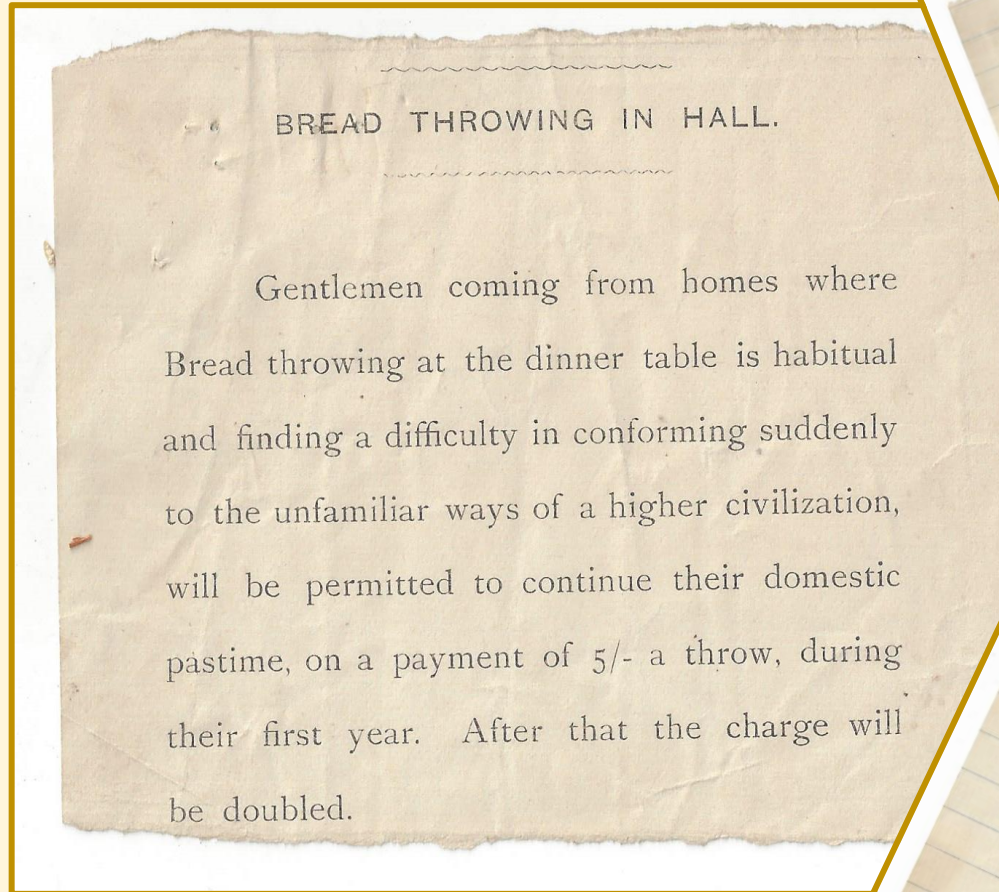 BREAD THROWING IN HALL.
Gentlemen coming from homes where
Bread throwing at the dinner table is habitual
and finding a difficulty in conforming suddenly
to the unfamiliar ways of a higher civilization,
will be permitted to continue their domestic
pastime, on a payment of 5/- a throw, during
their first year. After that the charge will
be doubled.